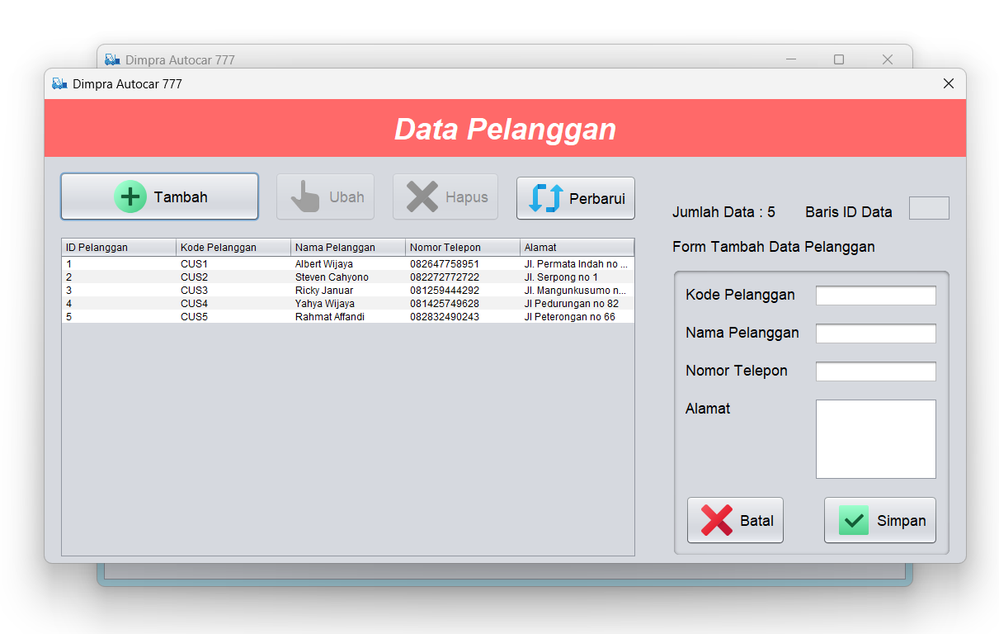 Dimpra Autocar 777
Dimpra Autocar 777
Data Pelanggan
Tambah Ubah Hapus Perbarui
Jumlah Data : 5 Baris ID Data
Form Tambah Data Pelanggan
ID Pelanggan Kode Pelanggan Nama Pelanggan Nomor Telepon Alamat
1 CUS1 Albert Wijaya 082647758951 Jl. Permata Indah no ...
2 CUS2 Steven Cahyono 082272772722 Jl. Serpong no 1
3 CUS3 Ricky Januar 081259444292 Jl. Mangunkusumo n...
4 CUS4 Yahya Wijaya 081425749628 Jl Pedurungan no 82
5 CUS5 Rahmat Affandi 082832490243 Jl Peterongan no 66
Kode Pelanggan
Nama Pelanggan
Nomor Telepon
Alamat
Batal Simpan